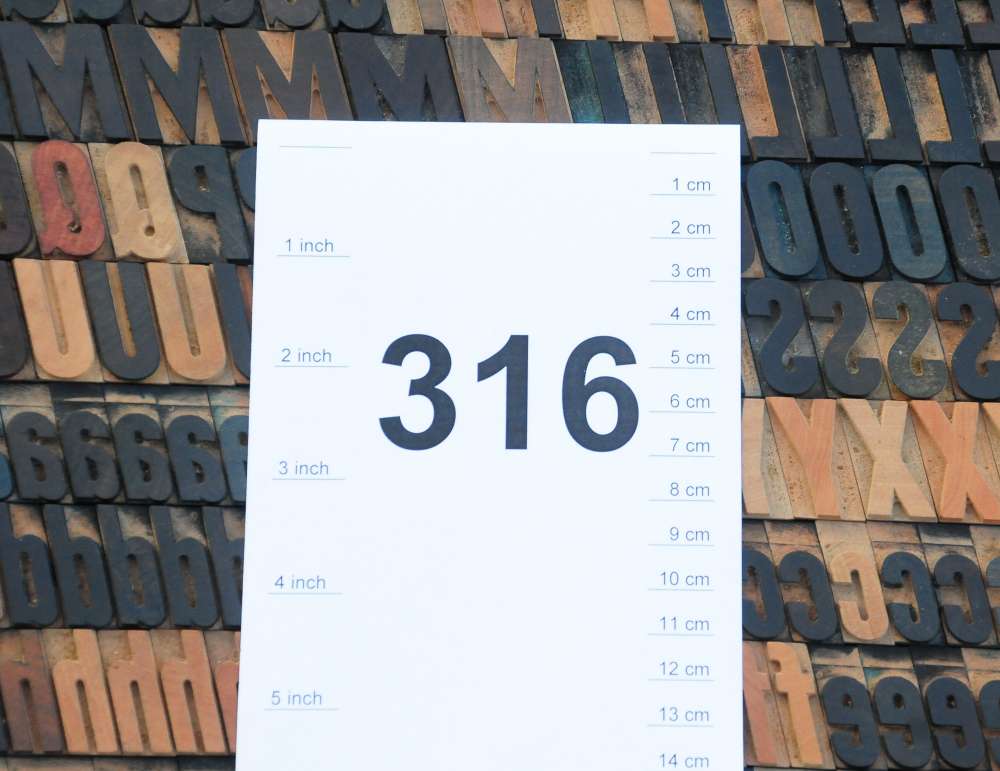 1 inch
2 inch
3 inch
4 inch
5 inch
316
1 cm
2 cm
3 cm
4 cm
5 cm
6 cm
7 cm
8 cm
9 cm
10 cm
11 cm
12 cm
13 cm
14 cm